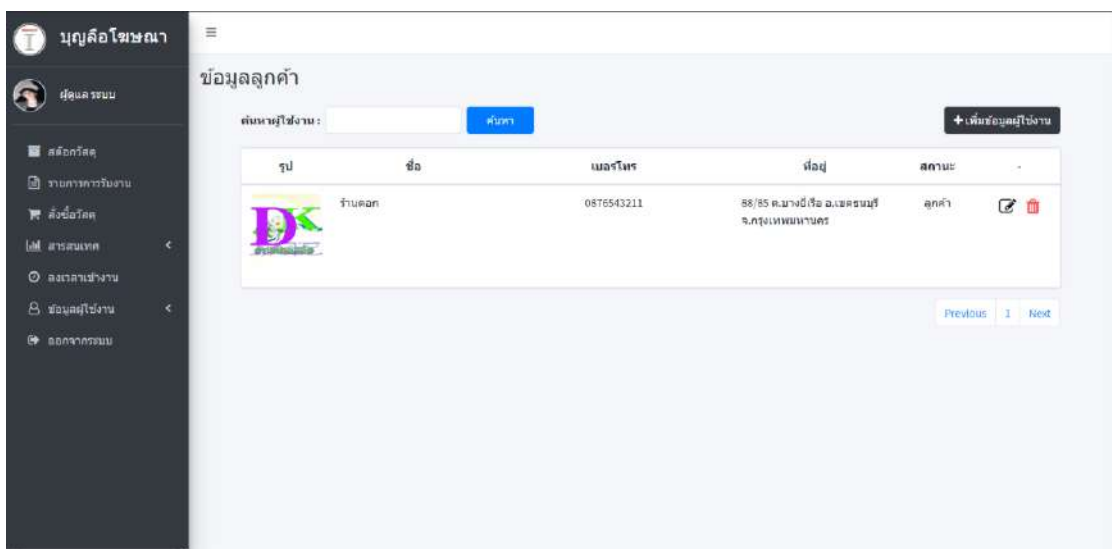 บุญลือโฆษณา
ผู้ดูแลระบบ
สต๊อกวัสดุ
รายการการรับงาน
สั่งซื้อวัสดุ
สารสนเทศ
ลงเวลาเข้างาน
ข้อมูลผู้ใช้งาน
ออกจากระบบ
ข้อมูลลูกค้า
ค้นหาผู้ใช้งาน :
ค้นหา
+เพิ่มข้อมูลผู้ใช้งาน
รูป ชื่อ เบอร์โทร ที่อยู่ สถานะ -
DK ร้านดอก 0876543211 88/85 ต.บางยี่เรือ อ.เขตธนบุรี ลูกค้า
จ.กรุงเทพมหานคร
Previous 1 Next